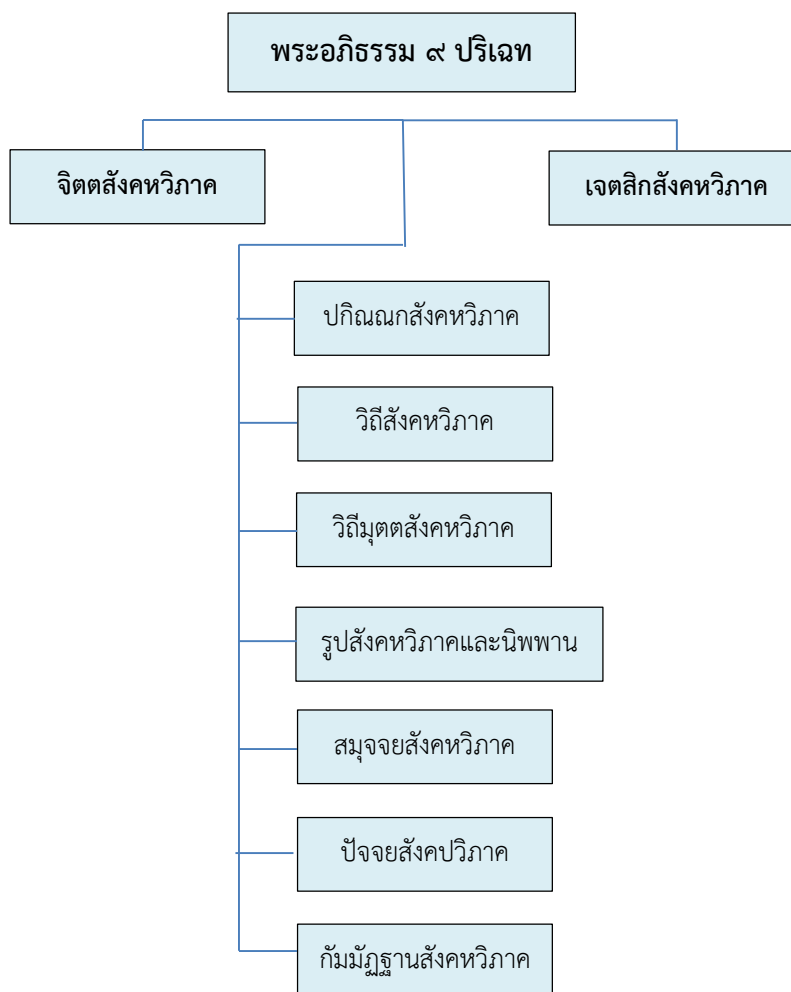 พระอภิธรรม ๙ ปริเฉท
จิตตสังคหวิภาค
เจตสิกสังคหวิภาค
ปกิณณกสังคหวิภาค
วิถีสังคหวิภาค
วิถีมุตตสังคหวิภาค
รูปสังคหวิภาคและนิพพาน
สมุจจยสังคหวิภาค
ปัจจยสังคปวิภาค
กัมมัฏฐานสังคหวิภาค